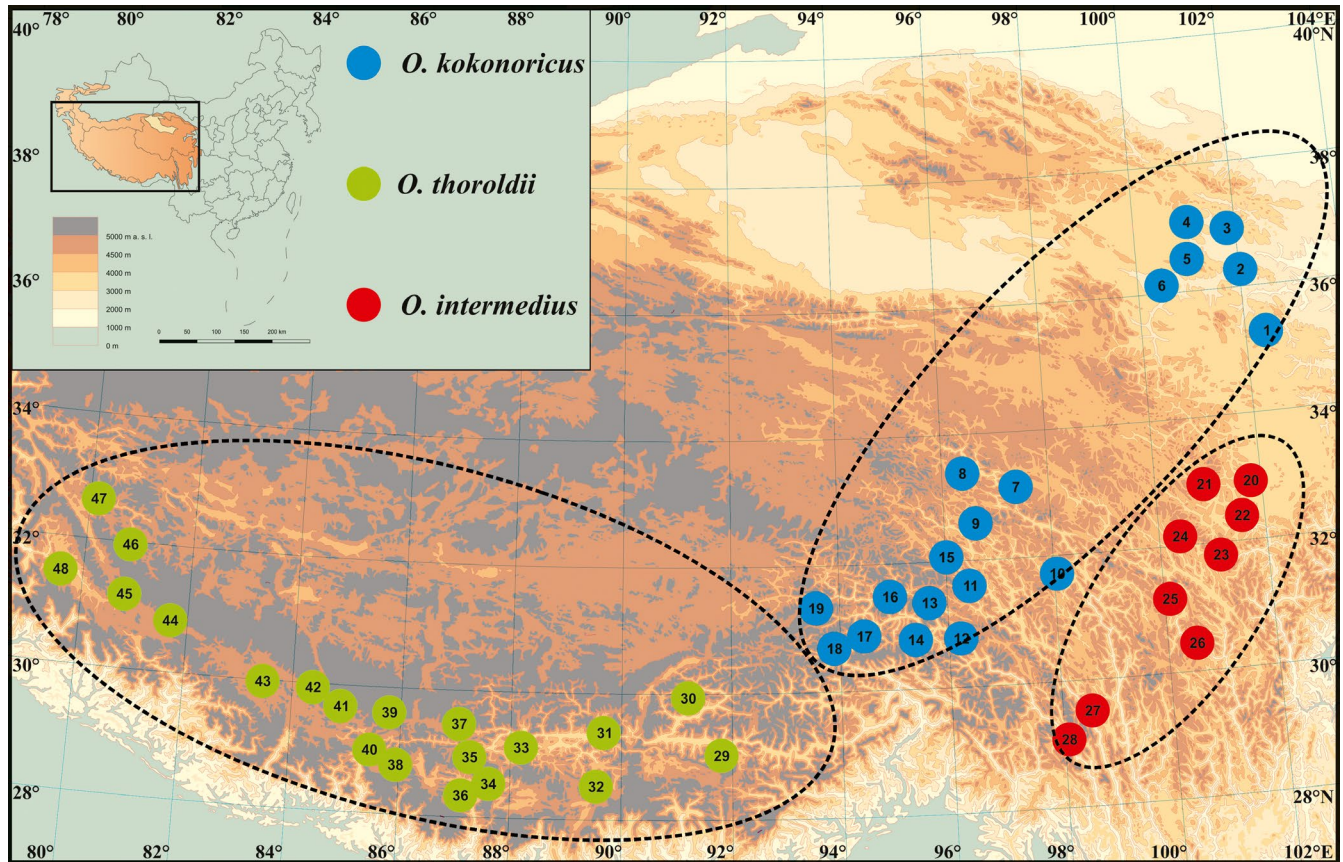 78° 80° 82° 84° 86° 88° 90° 92° 94° 96° 98° 100° 102° 104°E
40° 40°N
O. kokonoricus
38° 38°
O. thoroldii
5000 m a. s. l.
4500 m
4000 m
3000 m
2000 m
1000 m
0 m
0 50 100 150 200 km
O. intermedius
36° 36°
34° 34°
32° 32°
30° 30°
28° 28°N
4 3
5 2
6
1
8 7
9
15 10
16 13 11
19
18 17 14 12
21 20
22
24 23
25
26
27
28
47
46
48
45
44
43 42
41 39 37 30
40 35 33 31 29
38 34
36 32
80° 82° 84° 86° 88° 90° 92° 94° 96° 98° 100° 102°E